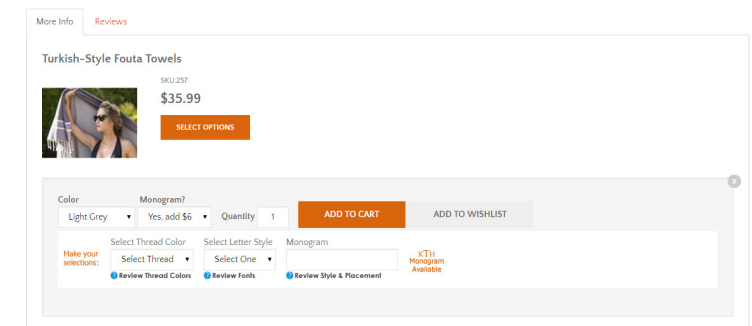 More Info Reviews
Turkish-Style Fouta Towels
SKU:257
$35.99
SELECT OPTIONS
x
Color Monogram?
Light Grey Yes, add $6 Quantity 1 ADD TO CART ADD TO WISHLIST
Select Thread Color Select Letter Style Monogram
Make your
selections:
Select Thread Select One
KTH
Monogram
Available
? Review Thread Colors ? Review Fonts ? Review Style & Placement